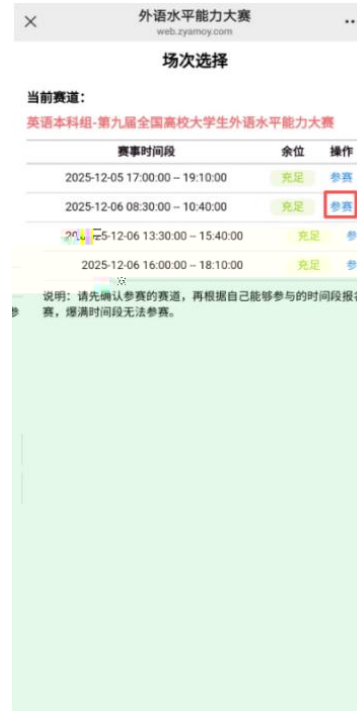 外语水平能力大赛
web.zyamoy.com
场次选择
当前赛道：
英语本科组-第九届全国高校大学生外语水平能力大赛
赛事时间段 余位 操作
2025-12-05 17:00:00 – 19:10:00 充足 参赛
2025-12-06 08:30:00 – 10:40:00 充足 参赛
5-12-06 13:30:00 – 15:40:00 充足 参
2025-12-06 16:00:00 – 18:10:00 充足 参
说明：请先确认参赛的赛道，再根据自己能够参与的时间段报名
赛，爆满时间段无法参赛。